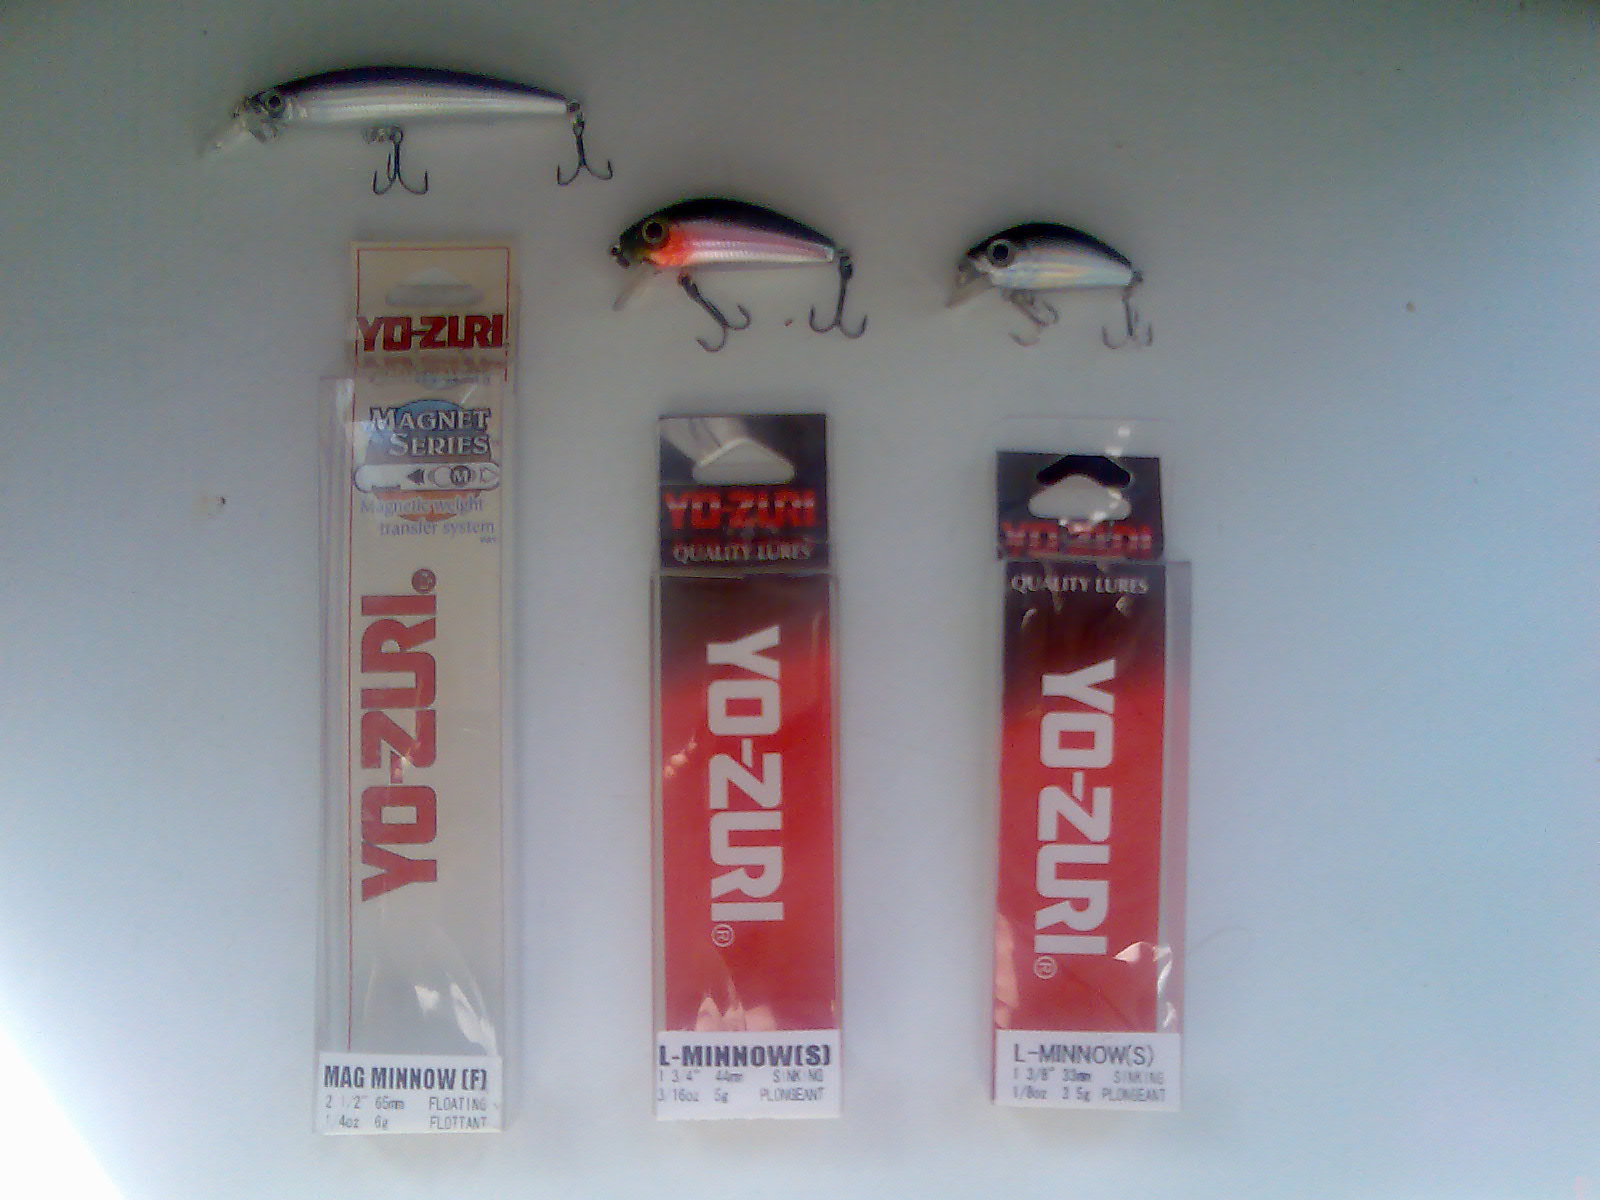 YO-ZURI
MAGNET
SERIES
M
Magnetic weight
transfer system
YO-ZURI®
MAG MINNOW (F)
2 1/2" 65mm FLOATING
1/4oz 6g FLOTTANT
YO-ZURI
QUALITY LURES
YO-ZURI®
L-MINNOW(S)
1 3/4" 44mm SINKING
3/16oz 5g PLONGEANT
YO-ZURI
QUALITY LURES
YO-ZURI®
L-MINNOW(S)
1 3/8" 33mm SINKING
1/8oz 3.5g PLONGEANT